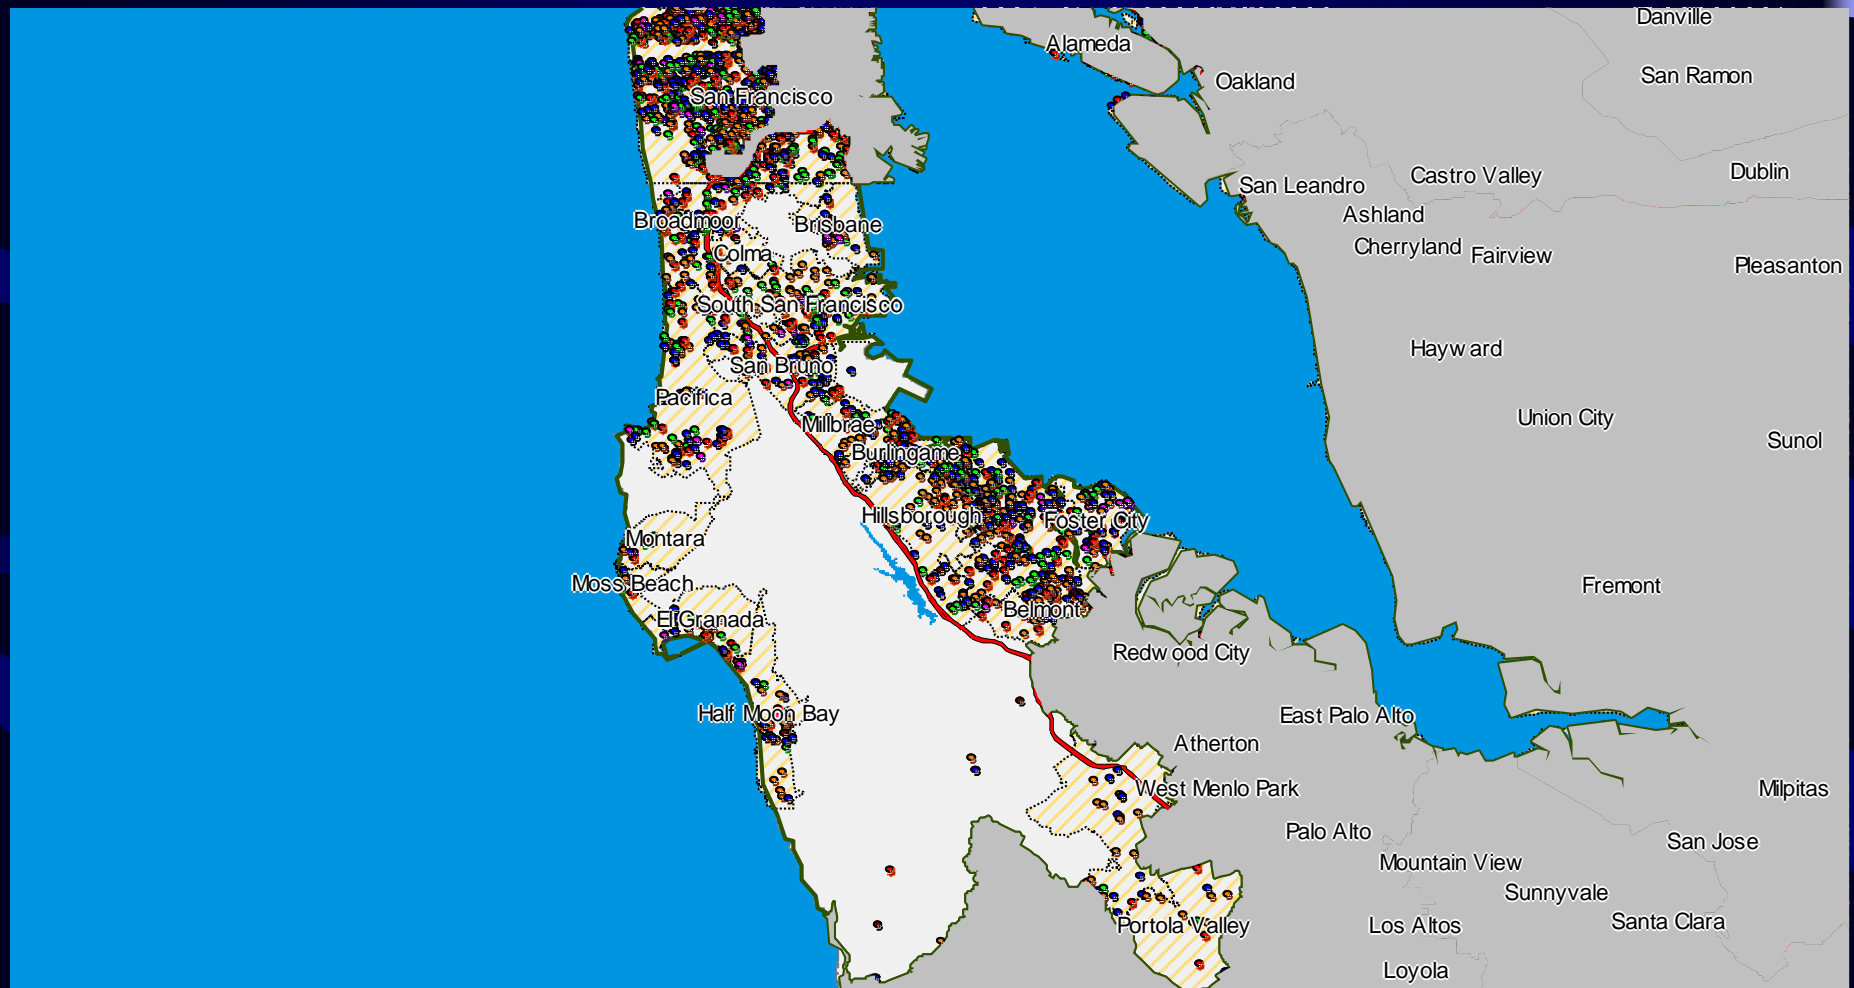 Danville
Alameda
San Ramon
Oakland
San Francisco
Dublin
Castro Valley
San Leandro
Ashland
Broadmoor
Brisbane
Cherryland
Fairview
Colma
Pleasanton
South San Francisco
Hayward
San Bruno
Pacifica
Union City
Millbrae
Sunol
Burlingame
Hillsborough
Foster City
Montara
Moss Beach
Fremont
Belmont
El Granada
Redwood City
Half Moon Bay
East Palo Alto
Atherton
West Menlo Park
Milpitas
Palo Alto
San Jose
Mountain View
Sunnyvale
Santa Clara
Portola Valley
Los Altos
Loyola